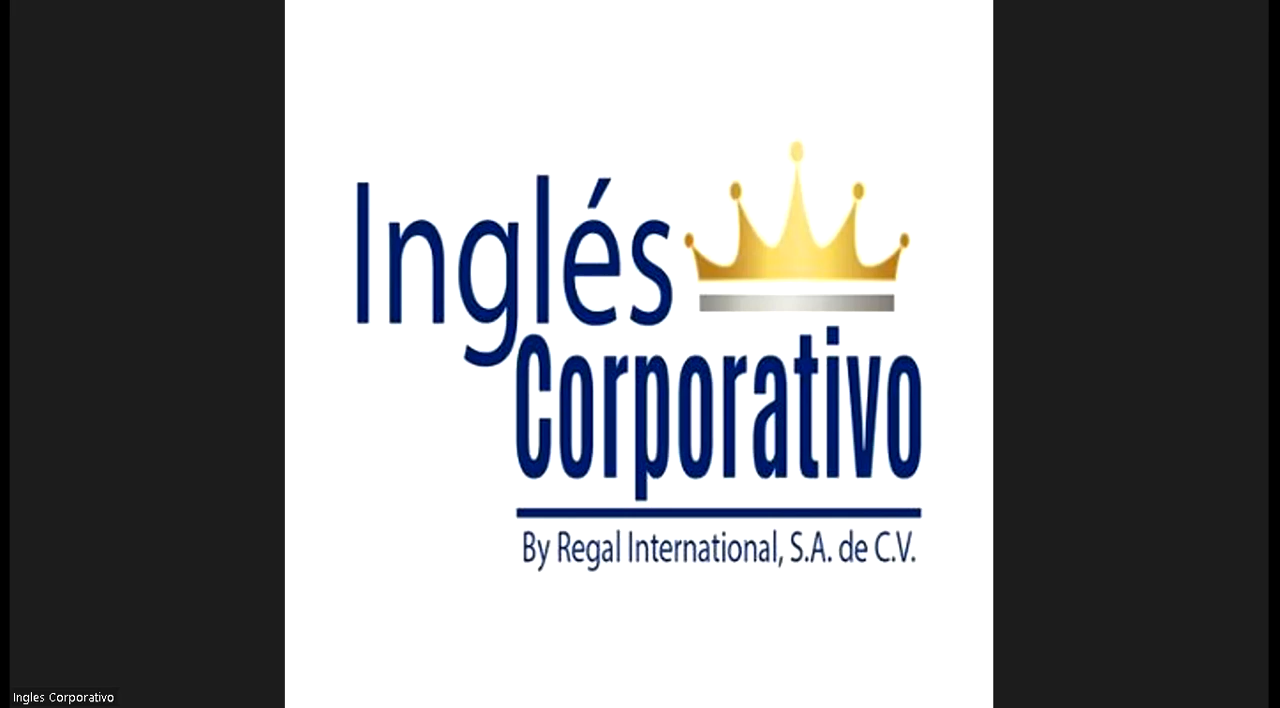 Inglés
Corporativo
By Regal International, S.A. de C.V.
Ingles Corporativo